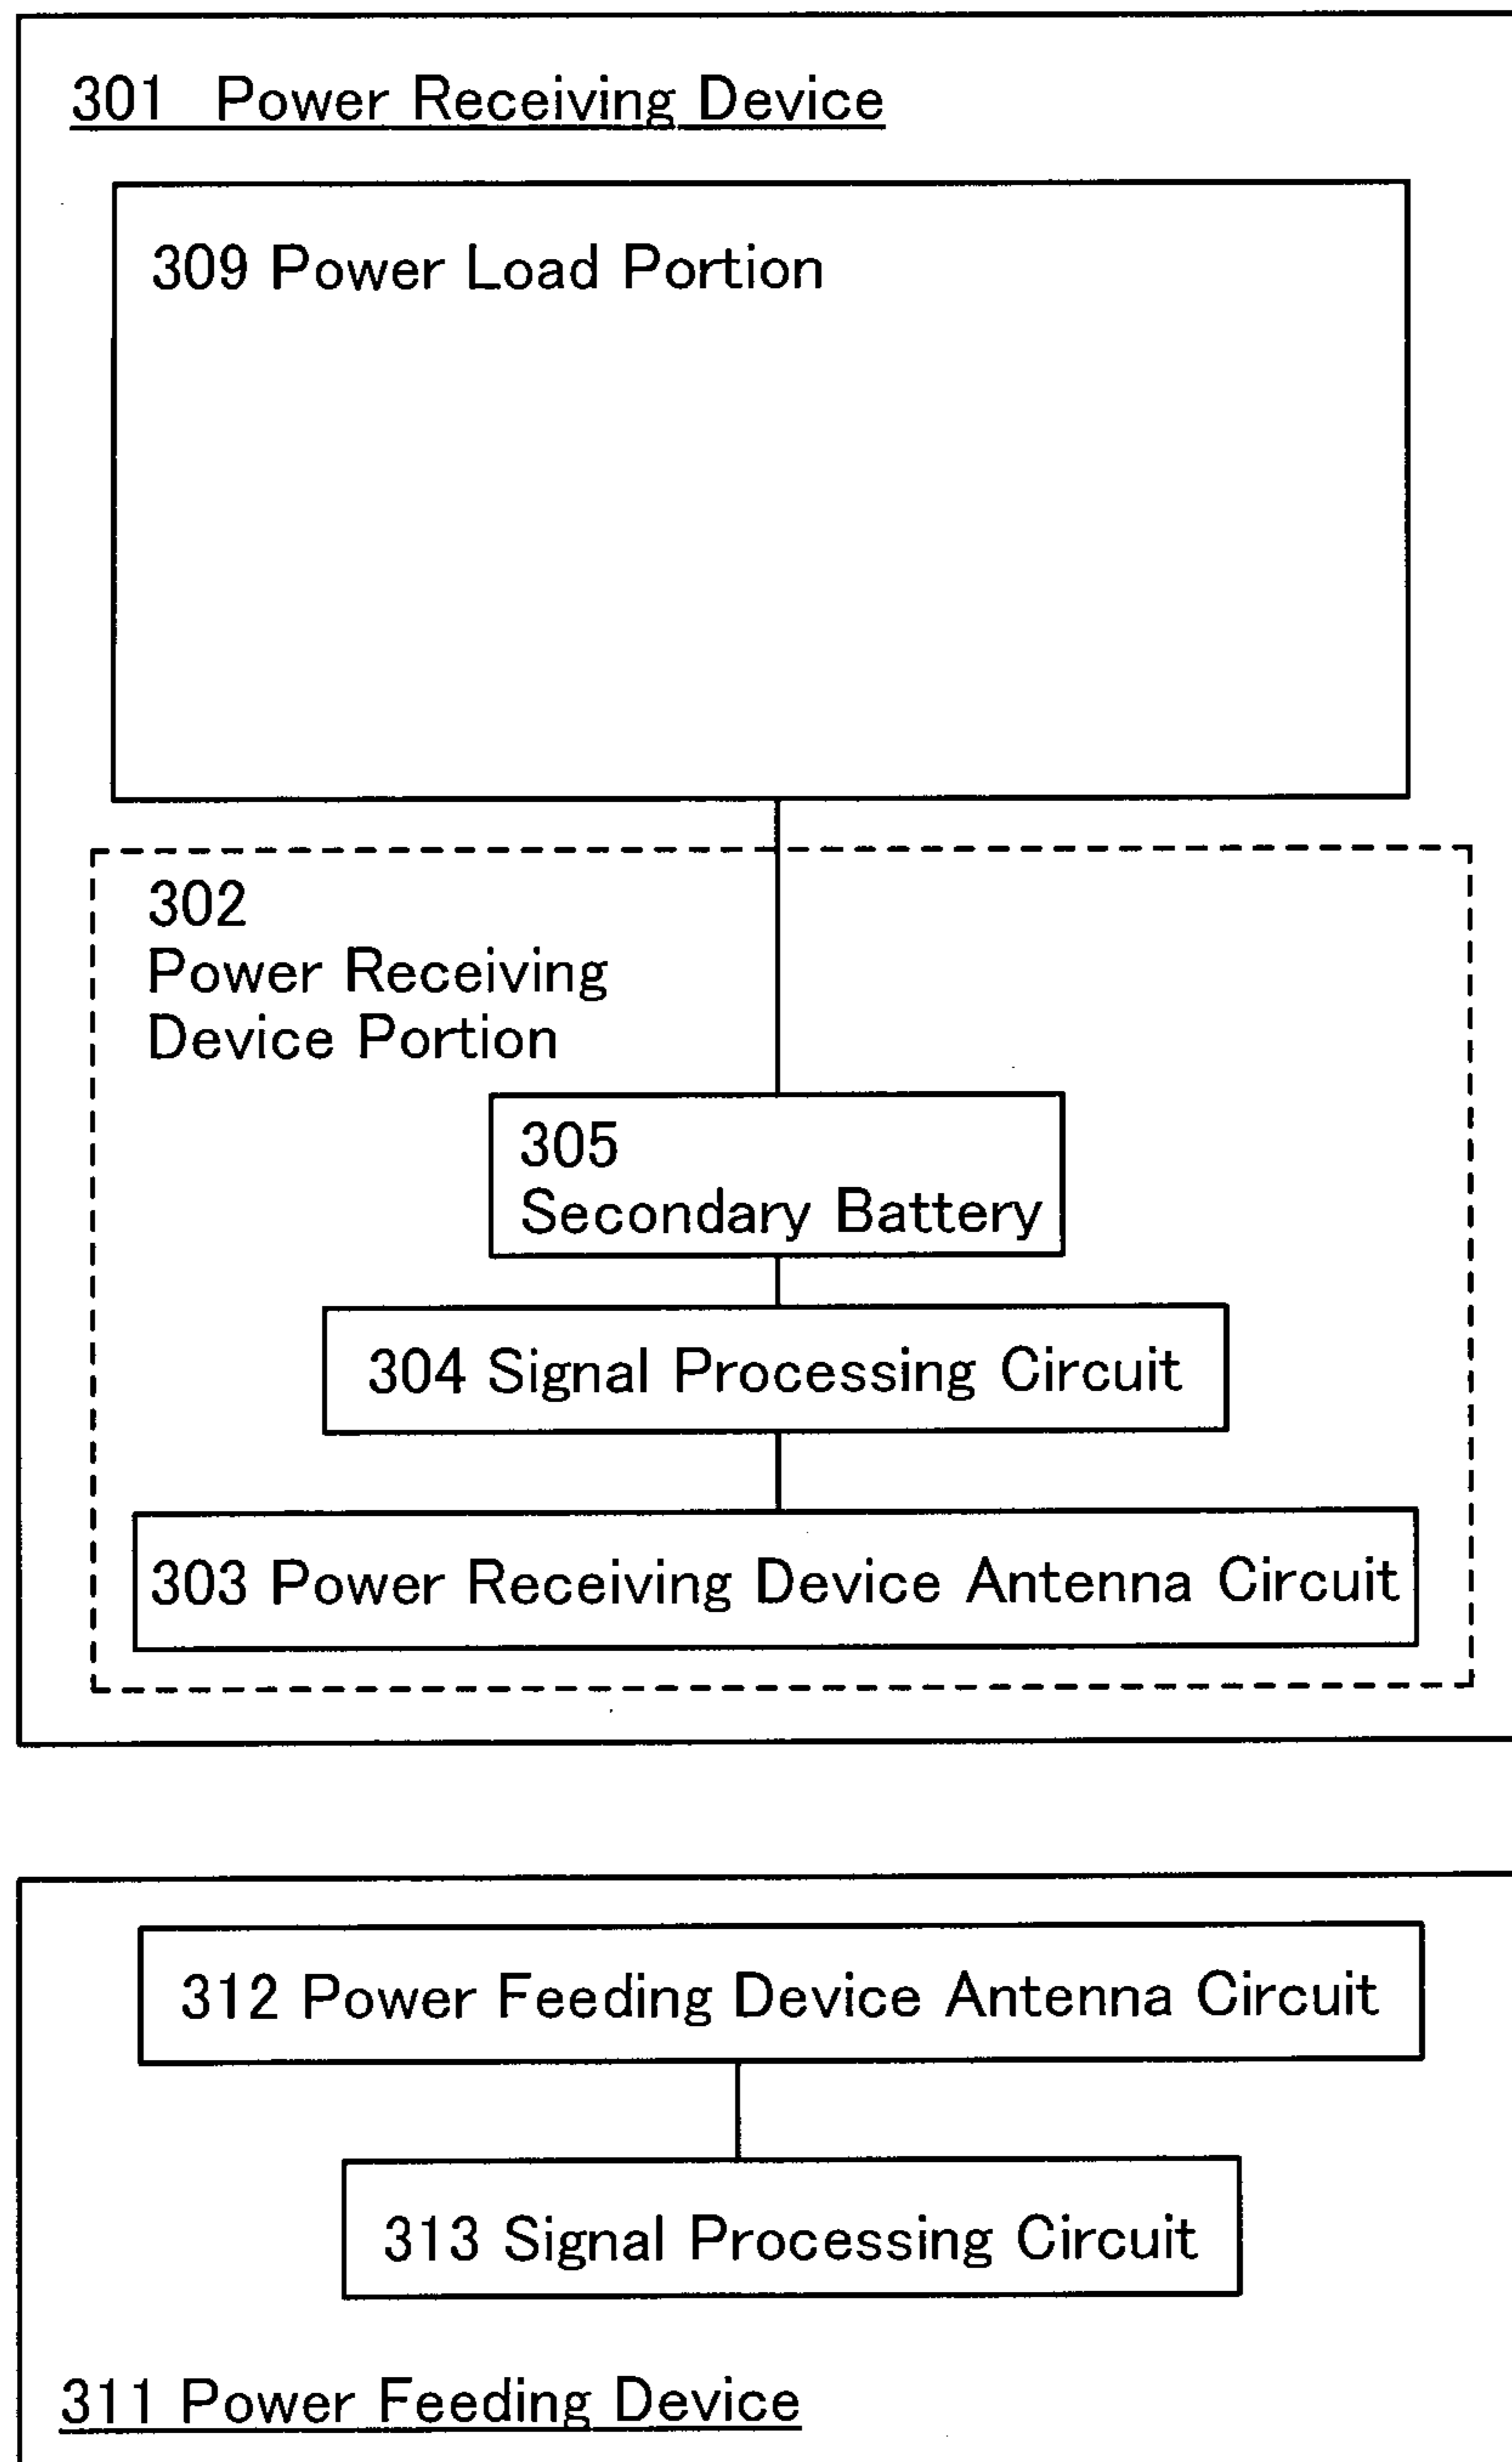 301 Power Receiving Device
309 Power Load Portion
302
Power Receiving
Device Portion
305
Secondary Battery
304 Signal Processing Circuit
303 Power Receiving Device Antenna Circuit
312 Power Feeding Device Antenna Circuit
313 Signal Processing Circuit
311 Power Feeding Device